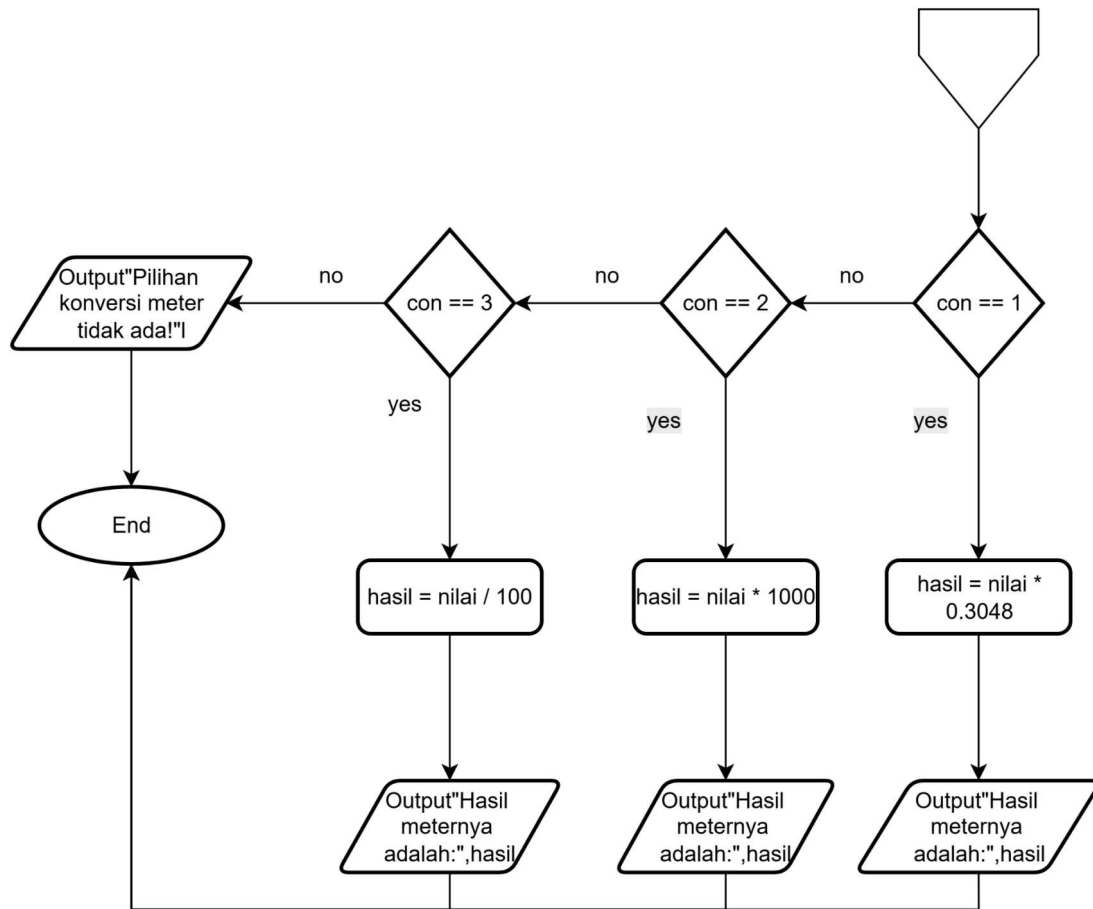 Output"Pilihan
konversi meter
tidak ada!"l
no
con == 3
no
con == 2
no
con == 1
yes
yes
yes
End
hasil = nilai / 100
hasil = nilai * 1000
hasil = nilai *
0.3048
Output"Hasil
meternya
adalah:",hasil
Output"Hasil
meternya
adalah:",hasil
Output"Hasil
meternya
adalah:",hasil